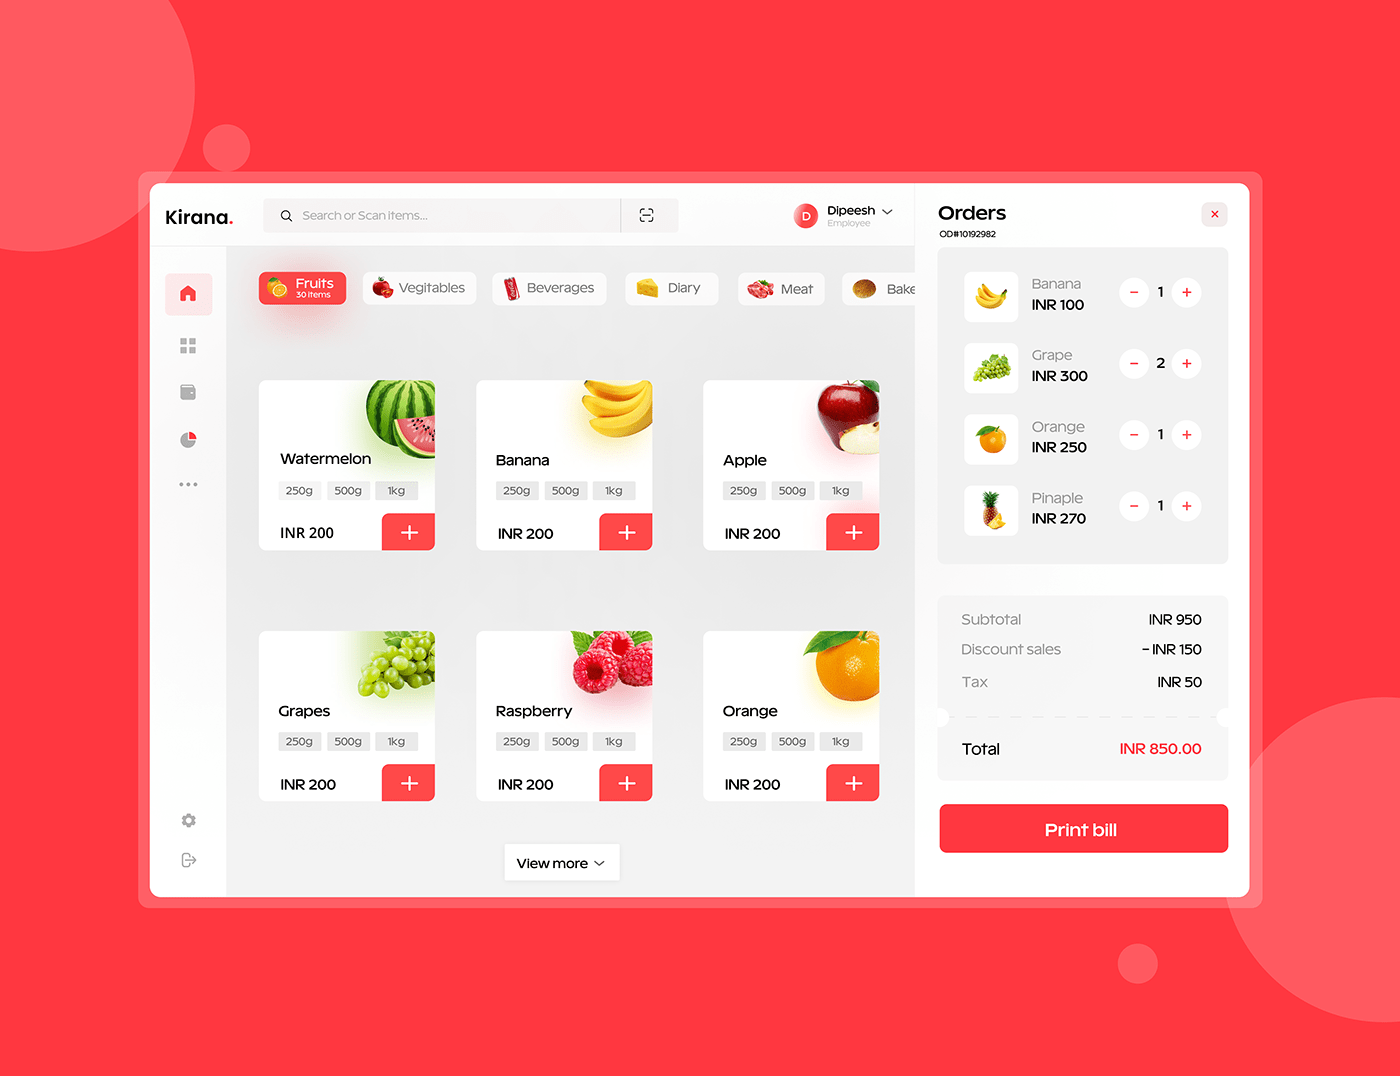 Kirana.
Search or Scan items...
D
Dipeesh
Employee
Fruits
30 items
Vegitables
Beverages
Diary
Meat
Bake
Watermelon
250g 500g 1kg
INR 200
Banana
250g 500g 1kg
INR 200
Apple
250g 500g 1kg
INR 200
Grapes
250g 500g 1kg
INR 200
Raspberry
250g 500g 1kg
INR 200
Orange
250g 500g 1kg
INR 200
View more
Orders
OD#10192982
Banana
INR 100
1
Grape
INR 300
2
Orange
INR 250
1
Pinaple
INR 270
1
Subtotal INR 950
Discount sales – INR 150
Tax INR 50
Total INR 850.00
Print bill